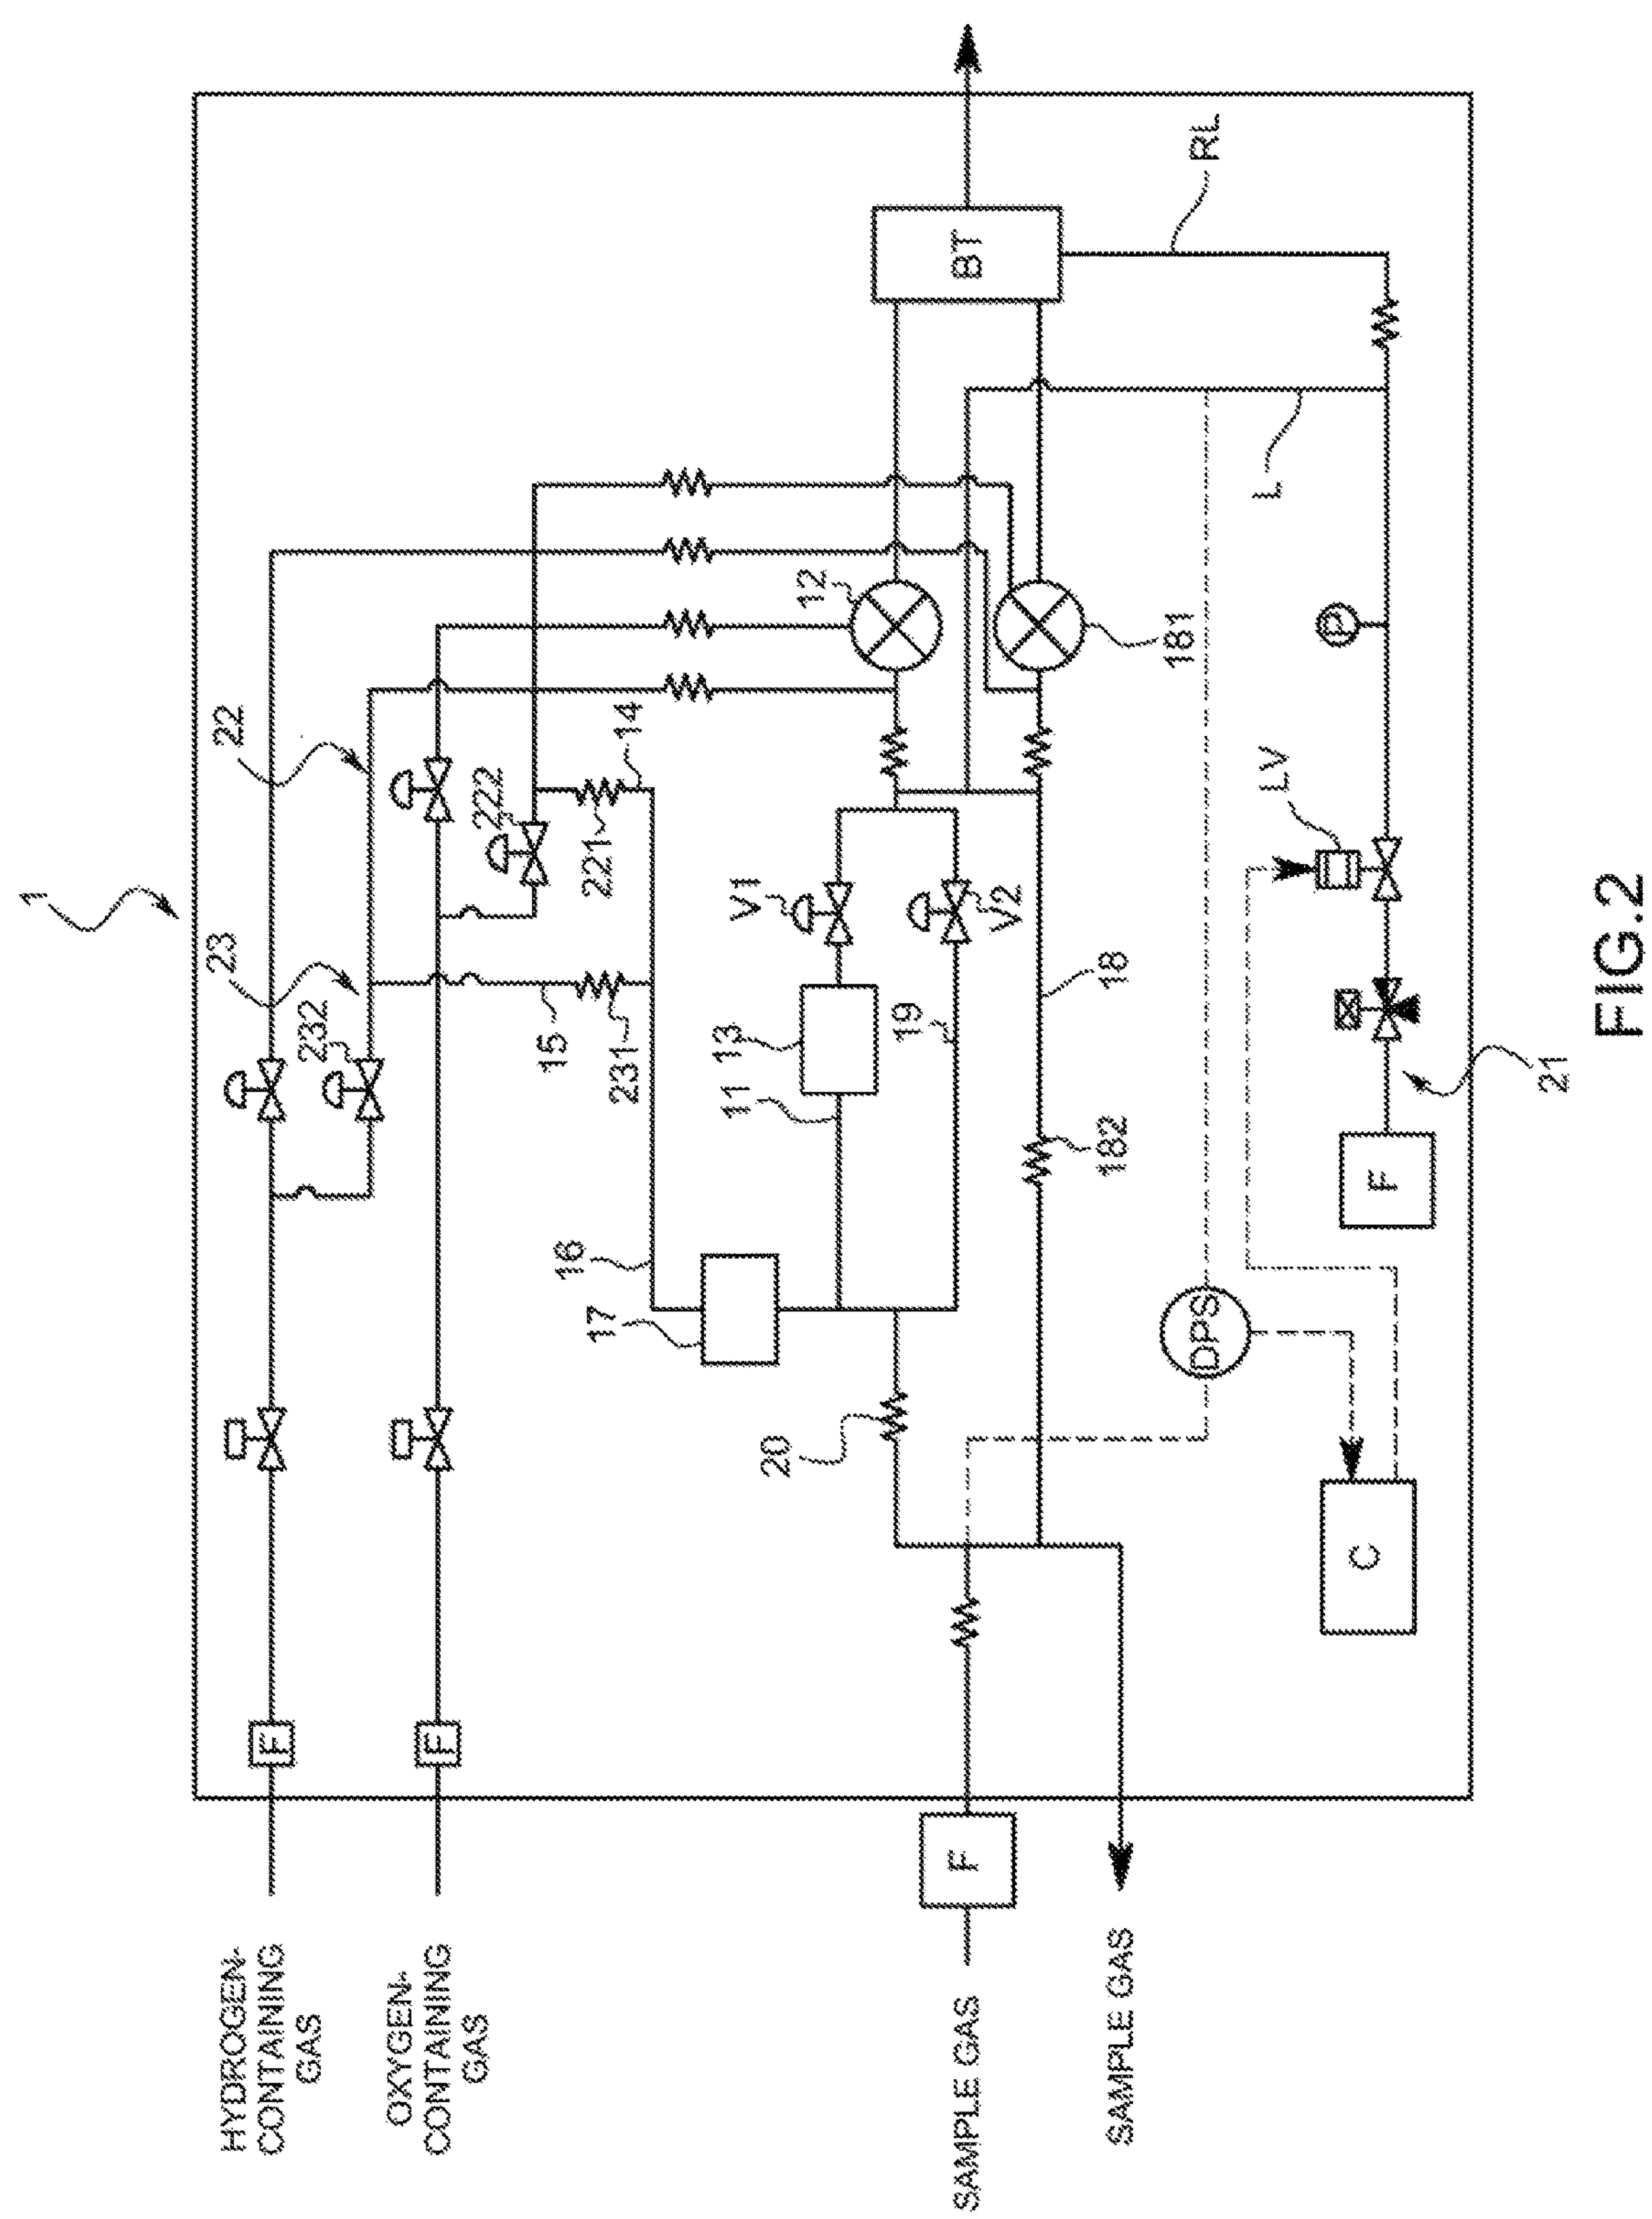 1
HYDROGEN-
CONTAINING
GAS
F
23
232
22
OXYGEN-
CONTAINING
GAS
F
222
15
231
221
14
16
17
13
11
V1
12
20
19
V2
SAMPLE GAS
F
18
182
181
BT
SAMPLE GAS
DPS
L
RL
C
F
21
LV
P
FIG.2